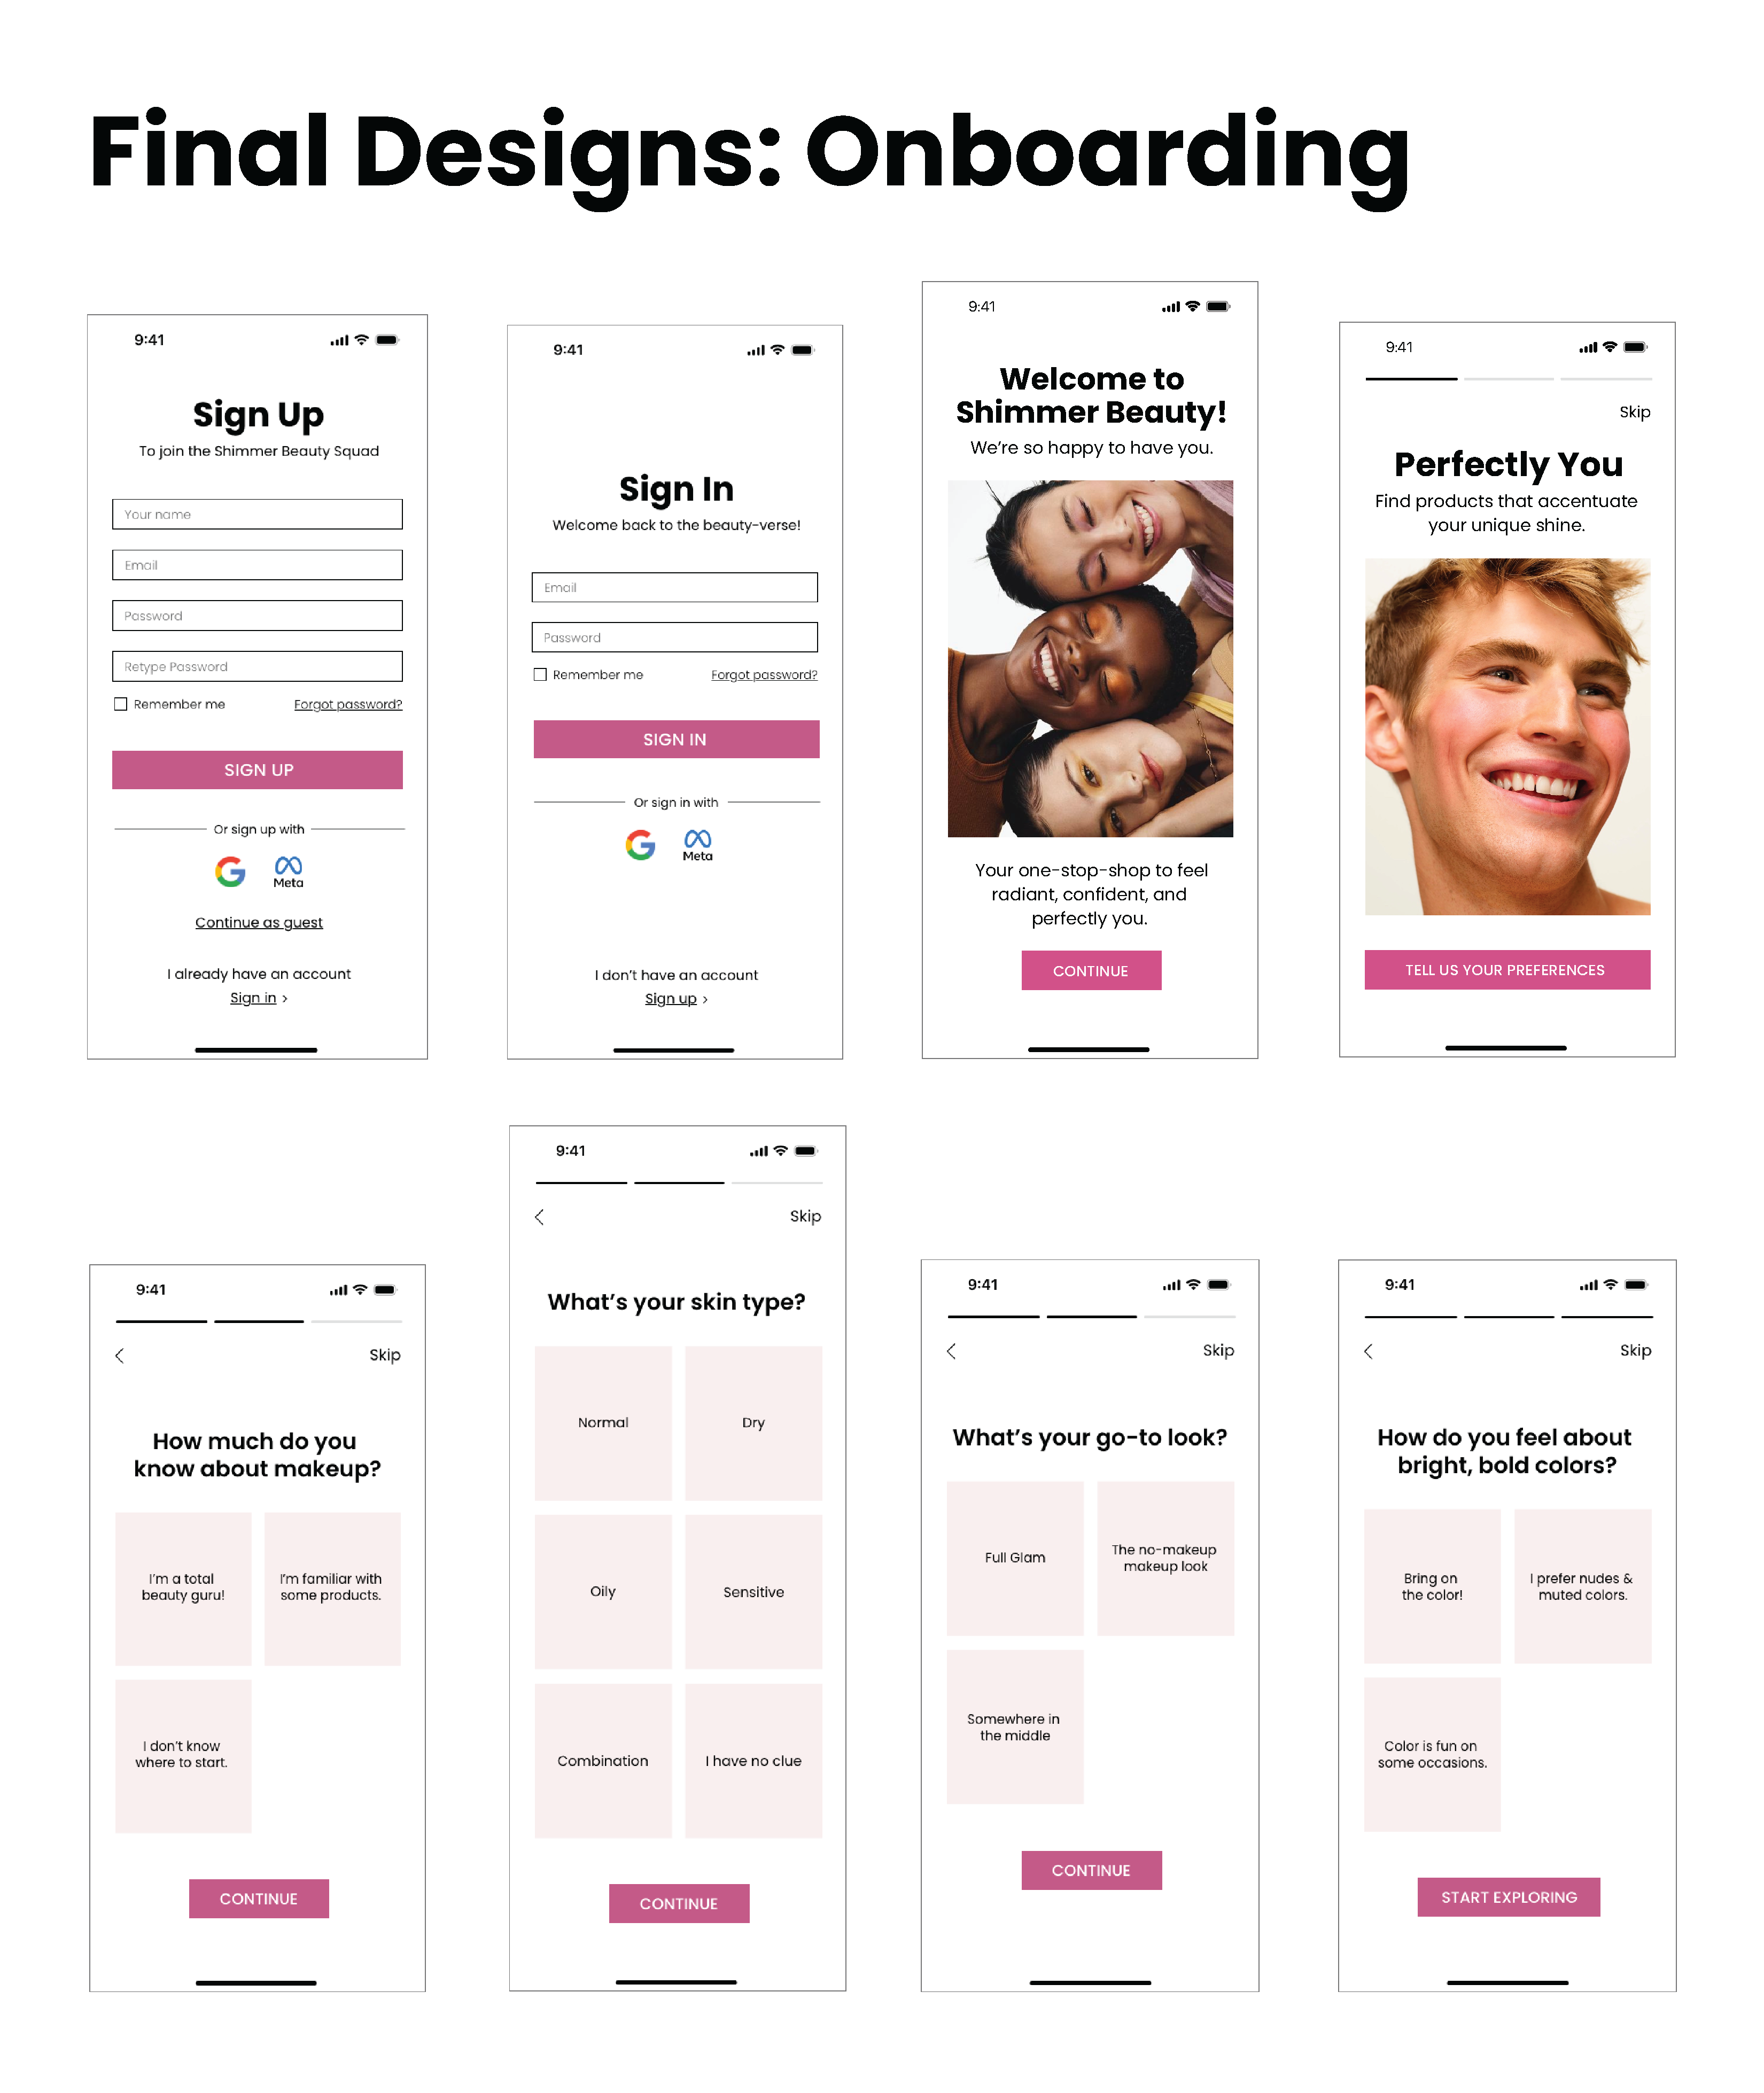 Final Designs: Onboarding
9:41
Sign Up
To join the Shimmer Beauty Squad
Your name
Email
Password
Retype Password
Remember me
Forgot password?
SIGN UP
Or sign up with
Meta
Continue as guest
I already have an account
Sign in >
9:41
Sign In
Welcome back to the beauty-verse!
Email
Password
Remember me
Forgot password?
SIGN IN
Or sign in with
Meta
I don't have an account
Sign up >
9:41
Welcome to
Shimmer Beauty!
We're so happy to have you.
Your one-stop-shop to feel
radiant, confident, and
perfectly you.
CONTINUE
9:41
Skip
Perfectly You
Find products that accentuate
your unique shine.
TELL US YOUR PREFERENCES
9:41
Skip
How much do you
know about makeup?
I'm a total
beauty guru!
I'm familiar with
some products.
I don't know
where to start.
CONTINUE
9:41
Skip
What's your skin type?
Normal
Dry
Oily
Sensitive
Combination
I have no clue
CONTINUE
9:41
Skip
What's your go-to look?
Full Glam
The no-makeup
makeup look
Somewhere in
the middle
CONTINUE
9:41
Skip
How do you feel about
bright, bold colors?
Bring on
the color!
I prefer nudes &
muted colors.
Color is fun on
some occasions.
START EXPLORING